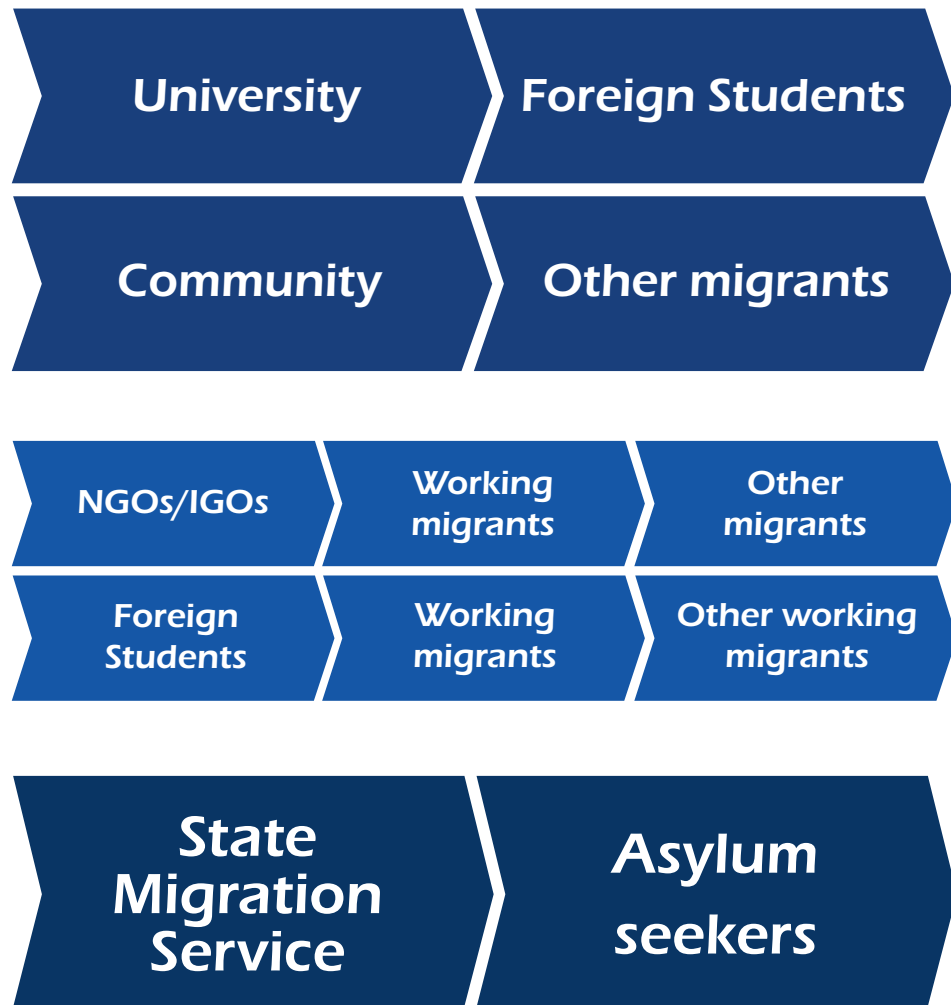 University
Foreign Students
Community
Other migrants
NGOs/IGOs
Working
migrants
Other
migrants
Foreign
Students
Working
migrants
Other working
migrants
State
Migration
Service
Asylum
seekers